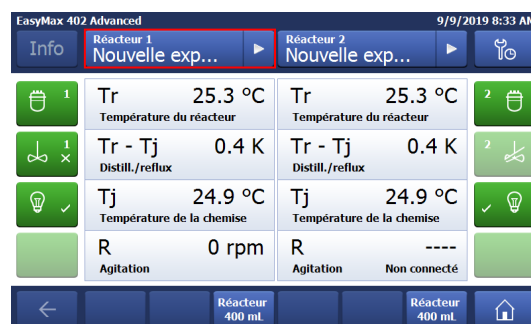 EasyMax 402 Advanced 9/9/2019 8:33 AM
Info
Réacteur 1
Nouvelle exp...
Réacteur 2
Nouvelle exp...
1
Tr 25.3 °C
Température du réacteur
Tr 25.3 °C
Température du réacteur
2
1
Tr - Tj 0.4 K
Distill./reflux
Tr - Tj 0.4 K
Distill./reflux
2
Tj 24.9 °C
Température de la chemise
Tj 24.9 °C
Température de la chemise
R 0 rpm
Agitation
R ----
Agitation Non connecté
Réacteur
400 mL
Réacteur
400 mL